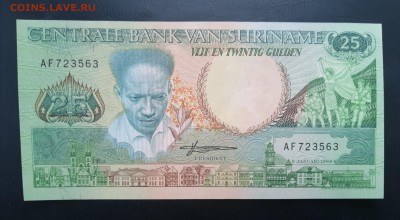 COINS.LAVE.RU
CENTRALE BANK VAN SURINAME
VIJF EN TWINTIG GULDEN
25
AF723563
25
AF723563
PRESIDENT